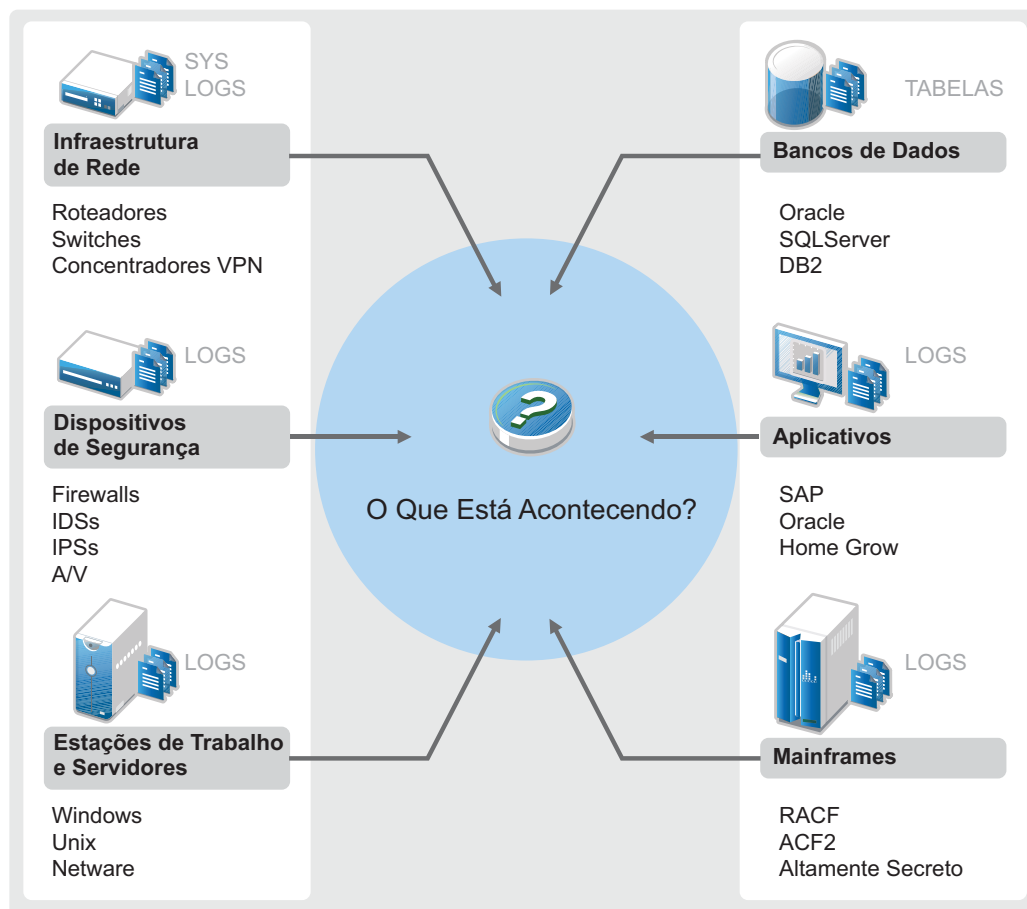 SYS
LOGS
Infraestrutura
de Rede
Roteadores
Switches
Concentradores VPN
LOGS
Dispositivos
de Segurança
Firewalls
IDSs
IPSs
A/V
LOGS
Estações de Trabalho
e Servidores
Windows
Unix
Netware
?
O Que Está Acontecendo?
TABELAS
Bancos de Dados
Oracle
SQLServer
DB2
LOGS
Aplicativos
SAP
Oracle
Home Grow
LOGS
Mainframes
RACF
ACF2
Altamente Secreto